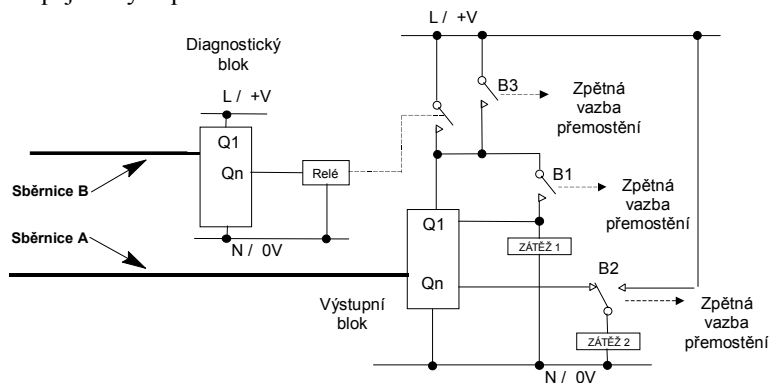 Diagnostický
blok
L / +V
Q1
Qn
N / 0V
Relé
Sběrnice B
Sběrnice A
L / +V
B3
Zpětná
vazba
přemostění
B1
Zpětná
vazba
přemostění
Q1
Qn
ZÁTĚŽ 1
B2
Zpětná
vazba
přemostění
Výstupní
blok
ZÁTĚŽ 2
N / 0V